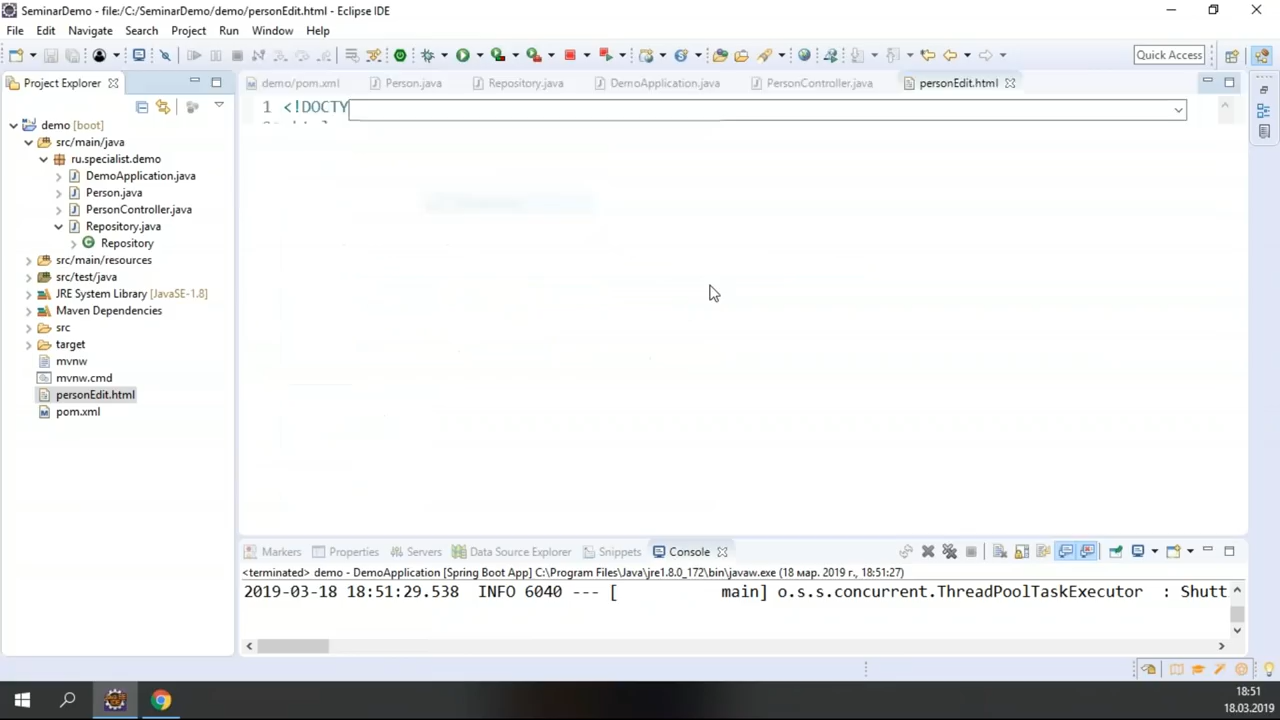 SeminarDemo - file:/C:/SeminarDemo/demo/personEdit.html - Eclipse IDE
File Edit Navigate Search Project Run Window Help
Quick Access
Project Explorer
demo/pom.xml Person.java Repository.java DemoApplication.java PersonController.java personEdit.html
1 <!DOCTY
demo [boot]
src/main/java
ru.specialist.demo
DemoApplication.java
Person.java
PersonController.java
Repository.java
Repository
src/main/resources
src/test/java
JRE System Library [JavaSE-1.8]
Maven Dependencies
src
target
mvnw
mvnw.cmd
personEdit.html
pom.xml
Markers Properties Servers Data Source Explorer Snippets Console
<terminated> demo - DemoApplication [Spring Boot App] C:\Program Files\Java\jre1.8.0_172\bin\javaw.exe (18 мар. 2019 г., 18:51:27)
2019-03-18 18:51:29.538 INFO 6040 --- [ main] o.s.s.concurrent.ThreadPoolTaskExecutor : Shutt
18:51
18.03.2019